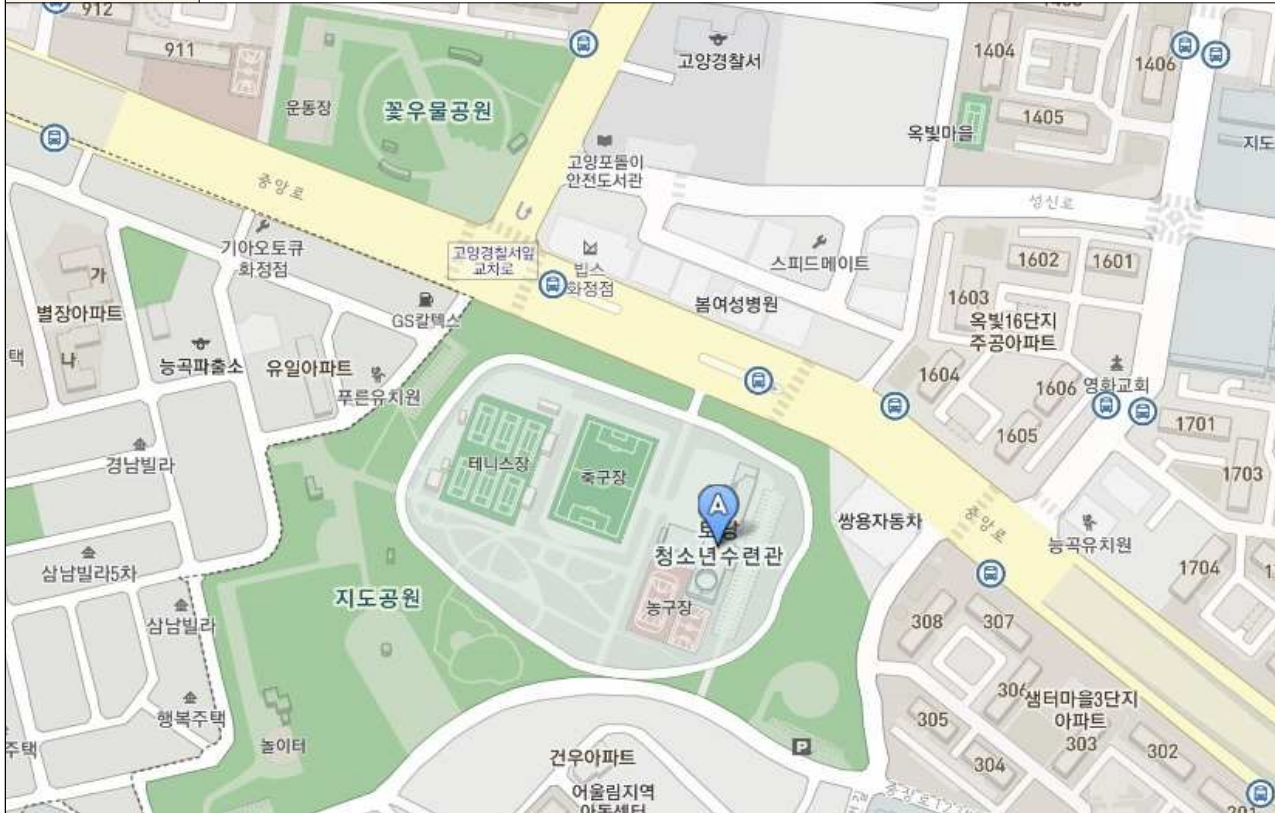 912
911
운동장
꽃우물공원
고양경찰서
고양포돌이
안전도서관
1404
1406
1405
옥빛마을
지도
중앙로
성신로
기아오토큐
화정점
고양경찰서앞
교차로
빕스
화정점
스피드메이트
봄여성병원
1602
1601
1603
옥빛16단지
주공아파트
가
별장아파트
나
택
능곡파출소
유일아파트
GS칼텍스
푸른유치원
1604
1606
영화교회
1605
1701
1703
경남빌라
테니스장
축구장
A
청소년수련관
쌍용자동차
중앙로
능곡유치원
1704
삼남빌라5차
삼남빌라
지도공원
농구장
308
307
306
샘터마을3단지
아파트
305
303
302
304
행복주택
주택
놀이터
P
건우아파트
어울림지역
아동센터